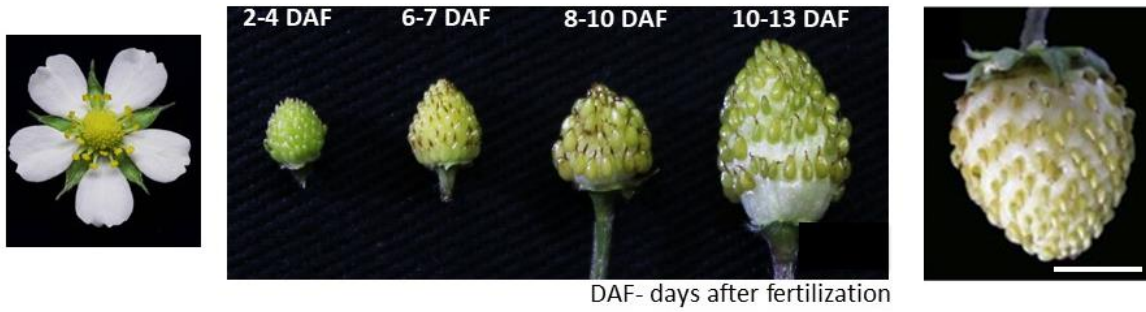 2-4 DAF 6-7 DAF 8-10 DAF 10-13 DAF
DAF- days after fertilization